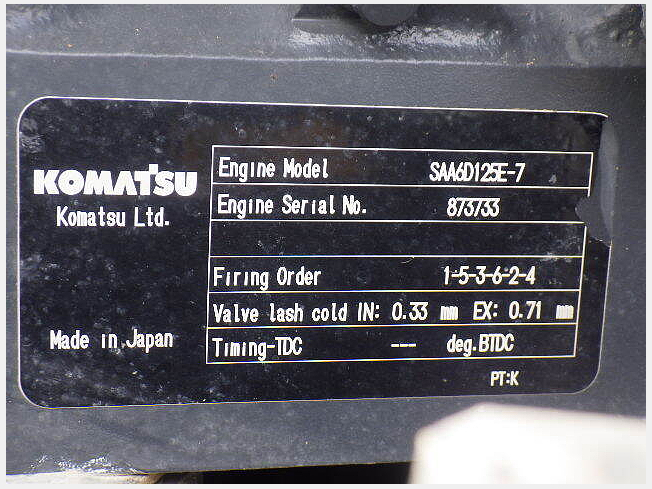 KOMATSU
Komatsu Ltd.
Made in Japan
Engine Model SAA6D125E-7
Engine Serial No. 873733
Firing Order 1-5-3-6-2-4
Valve lash cold IN: 0.33 mm EX: 0.71 mm
Timing-TDC --- deg.BTDC
PT:K